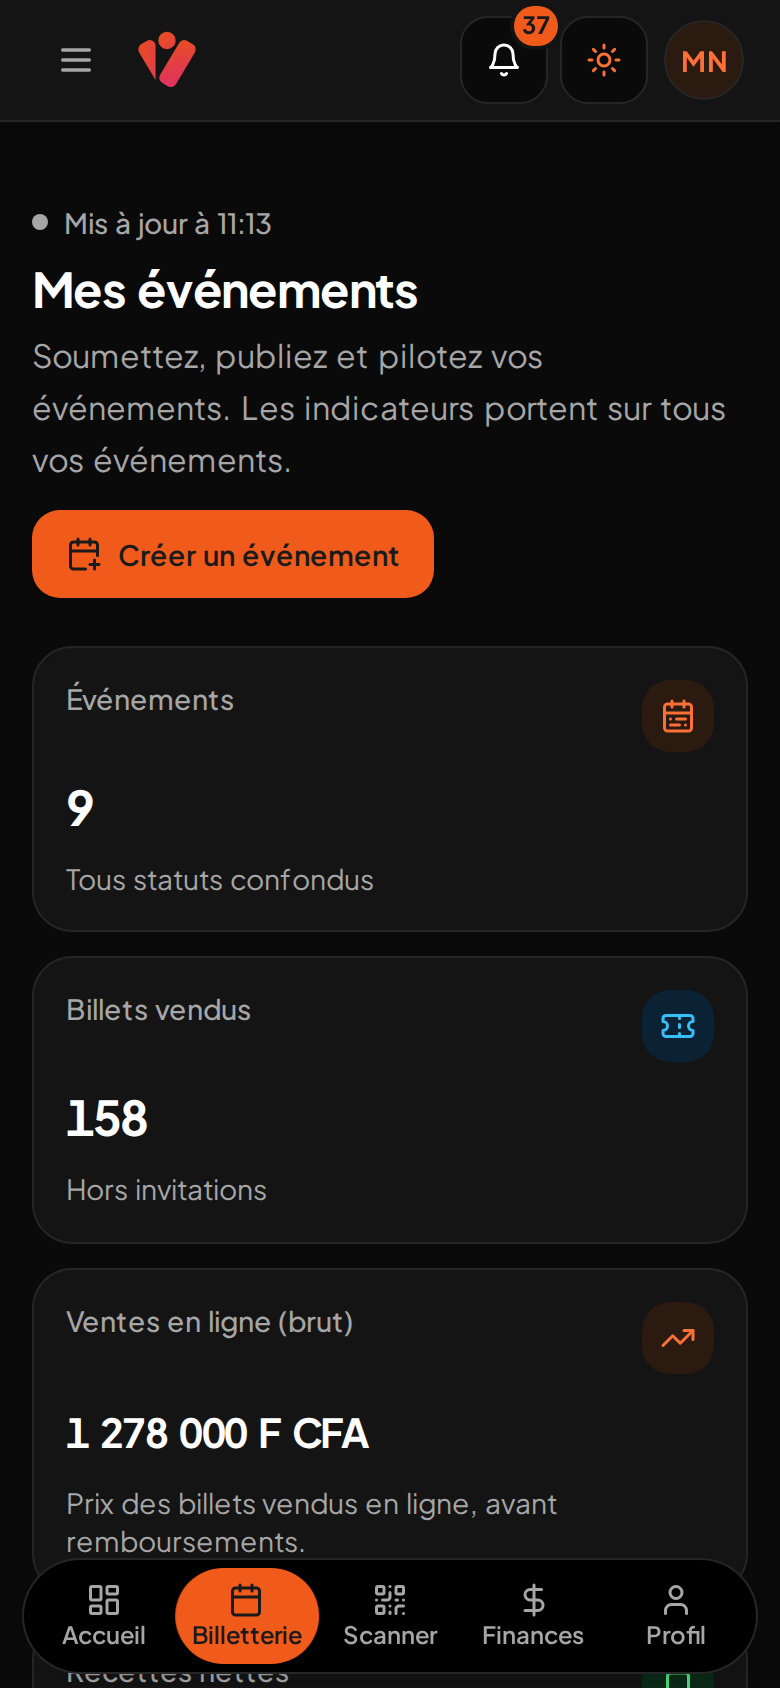 37
MN
Mis à jour à 11:13
Mes événements
Soumettez, publiez et pilotez vos
événements. Les indicateurs portent sur tous
vos événements.
Créer un événement
Événements
9
Tous statuts confondus
Billets vendus
158
Hors invitations
Ventes en ligne (brut)
1 278 000 F CFA
Prix des billets vendus en ligne, avant
remboursements.
Accueil
Billetterie
Scanner
Finances
Profil
Recettes nettes